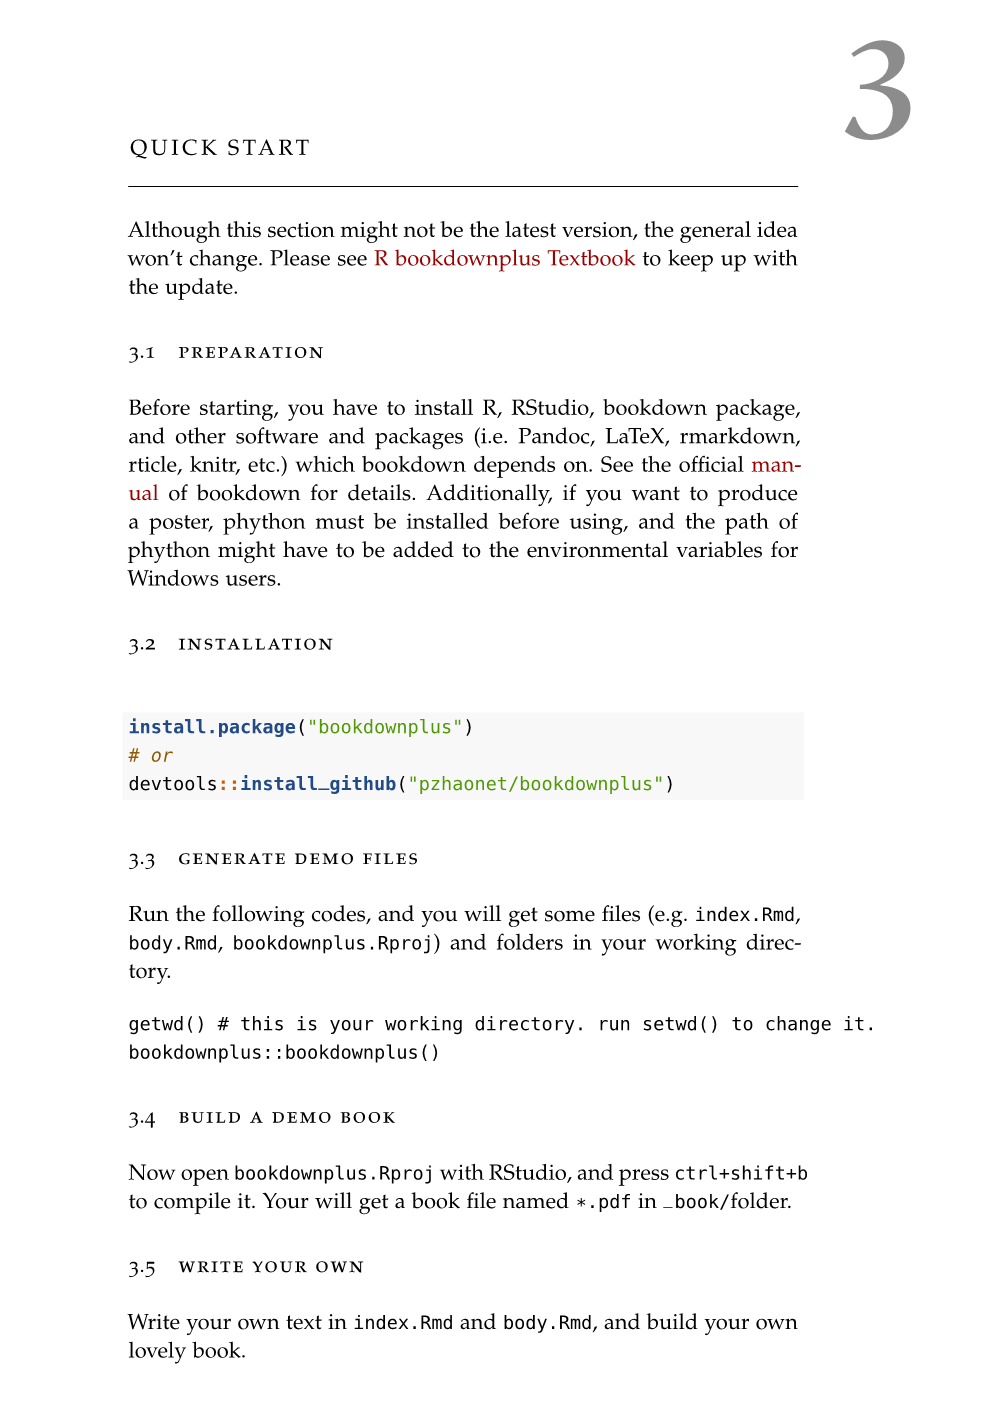 3
QUICK START
Although this section might not be the latest version, the general idea
won't change. Please see R bookdownplus Textbook to keep up with
the update.
3.1 PREPARATION
Before starting, you have to install R, RStudio, bookdown package,
and other software and packages (i.e. Pandoc, LaTeX, rmarkdown,
rticle, knitr, etc.) which bookdown depends on. See the official man-
ual of bookdown for details. Additionally, if you want to produce
a poster, phython must be installed before using, and the path of
phython might have to be added to the environmental variables for
Windows users.
3.2 INSTALLATION
install.package("bookdownplus")
# or
devtools::install_github("pzhaonet/bookdownplus")
3.3 GENERATE DEMO FILES
Run the following codes, and you will get some files (e.g. index.Rmd,
body.Rmd, bookdownplus.Rproj) and folders in your working direc-
tory.
getwd() # this is your working directory. run setwd() to change it.
bookdownplus::bookdownplus()
3.4 BUILD A DEMO BOOK
Now open bookdownplus.Rproj with RStudio, and press ctrl+shift+b
to compile it. Your will get a book file named *.pdf in _book/folder.
3.5 WRITE YOUR OWN
Write your own text in index.Rmd and body.Rmd, and build your own
lovely book.